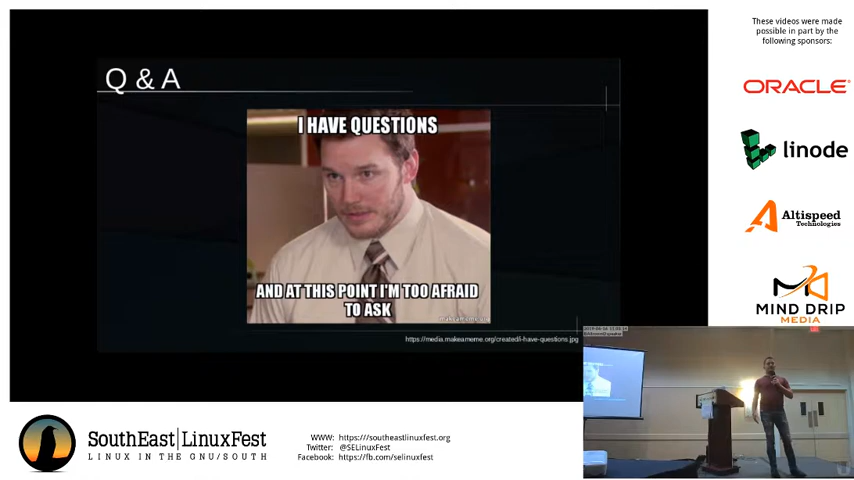 Q & A
I HAVE QUESTIONS
AND AT THIS POINT I'M TOO AFRAID
TO ASK
makeameme.org
https://media.makeameme.org/created/i-have-questions.jpg
These videos were made
possible in part by the
following sponsors:
ORACLE
linode
Altispeed
Technologies
MIND DRIP
MEDIA
SouthEast|LinuxFest
LINUX IN THE GNU/SOUTH
WWW: https:///southeastlinuxfest.org
Twitter: @SELinuxFest
Facebook: https://fb.com/selinuxfest